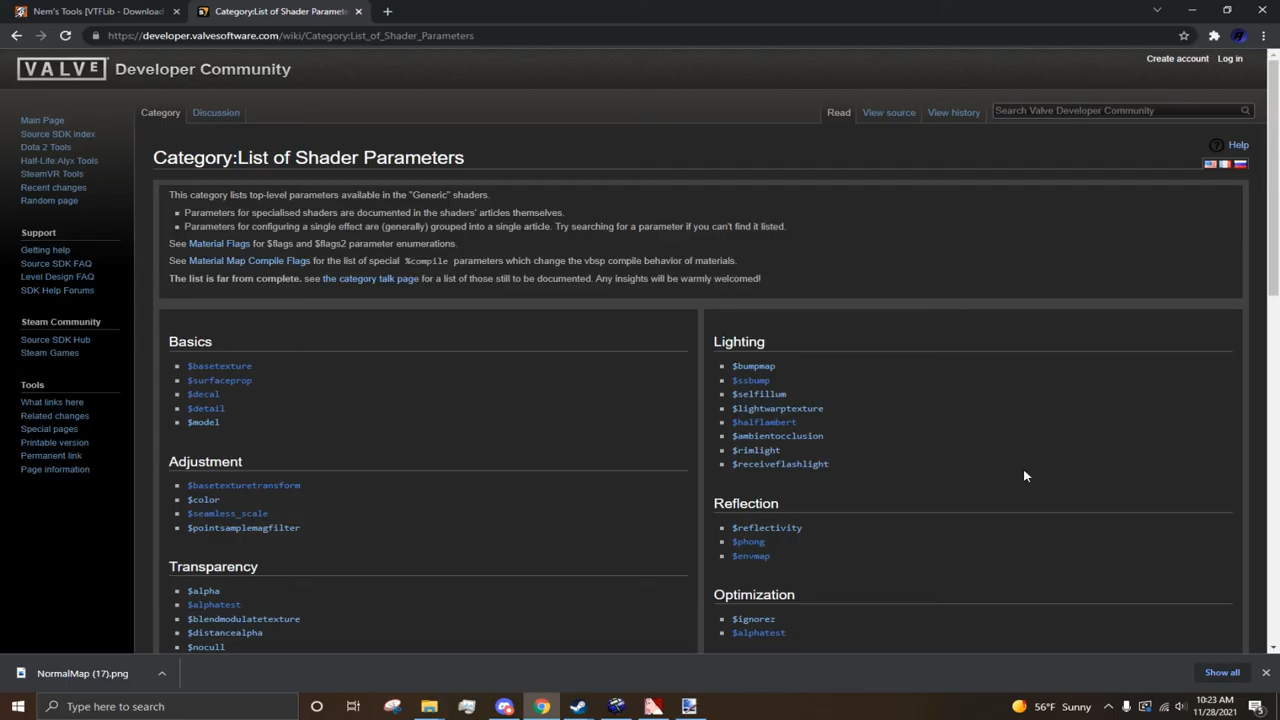 Nem's Tools [VTFLib - Download
Category:List of Shader Paramete
https://developer.valvesoftware.com/wiki/Category:List_of_Shader_Parameters
VALVE Developer Community
Create account Log in
Category Discussion Read View source View history Search Valve Developer Community
Main Page
Source SDK index
Dota 2 Tools
Half-Life:Alyx Tools
SteamVR Tools
Recent changes
Random page
Support
Getting help
Source SDK FAQ
Level Design FAQ
SDK Help Forums
Steam Community
Source SDK Hub
Steam Games
Tools
What links here
Related changes
Special pages
Printable version
Permanent link
Page information
Help
Category:List of Shader Parameters
This category lists top-level parameters available in the "Generic" shaders.
Parameters for specialised shaders are documented in the shaders' articles themselves.
Parameters for configuring a single effect are (generally) grouped into a single article. Try searching for a parameter if you can't find it listed.
See Material Flags for $flags and $flags2 parameter enumerations.
See Material Map Compile Flags for the list of special %compile parameters which change the vbsp compile behavior of materials.
The list is far from complete. see the category talk page for a list of those still to be documented. Any insights will be warmly welcomed!
Basics
$basetexture
$surfaceprop
$decal
$detail
$model
Adjustment
$basetexturetransform
$color
$seamless_scale
$pointsamplemagfilter
Transparency
$alpha
$alphatest
$blendmodulatetexture
$distancealpha
$nocull
Lighting
$bumpmap
$ssbump
$selfillum
$lightwarptexture
$halflambert
$ambientocclusion
$rimlight
$receiveflashlight
Reflection
$reflectivity
$phong
$envmap
Optimization
$ignorez
$alphatest
NormalMap (17).png
Show all
Type here to search
56°F Sunny
10:23 AM
11/28/2021